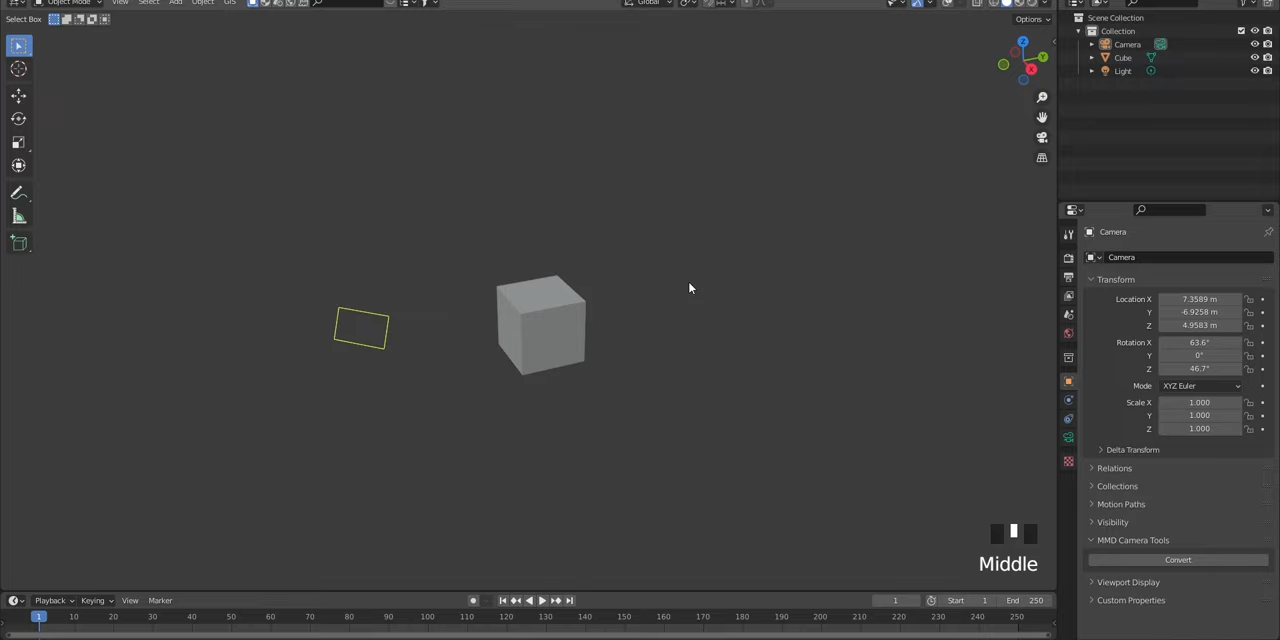 Object Mode View Select Add Object GIS Global
Select Box Options
Scene Collection
Collection
Camera
Cube
Light
Z
Y
X
Camera
Camera
Transform
Location X 7.3589 m
Y -6.9258 m
Z 4.9583 m
Rotation X 63.6°
Y 0°
Z 46.7°
Mode XYZ Euler
Scale X 1.000
Y 1.000
Z 1.000
Delta Transform
Relations
Collections
Motion Paths
Visibility
MMD Camera Tools
Convert
Viewport Display
Custom Properties
Middle
Playback Keying View Marker 1 Start 1 End 250
1 10 20 30 40 50 60 70 80 90 100 110 120 130 140 150 160 170 180 190 200 210 220 230 240 250